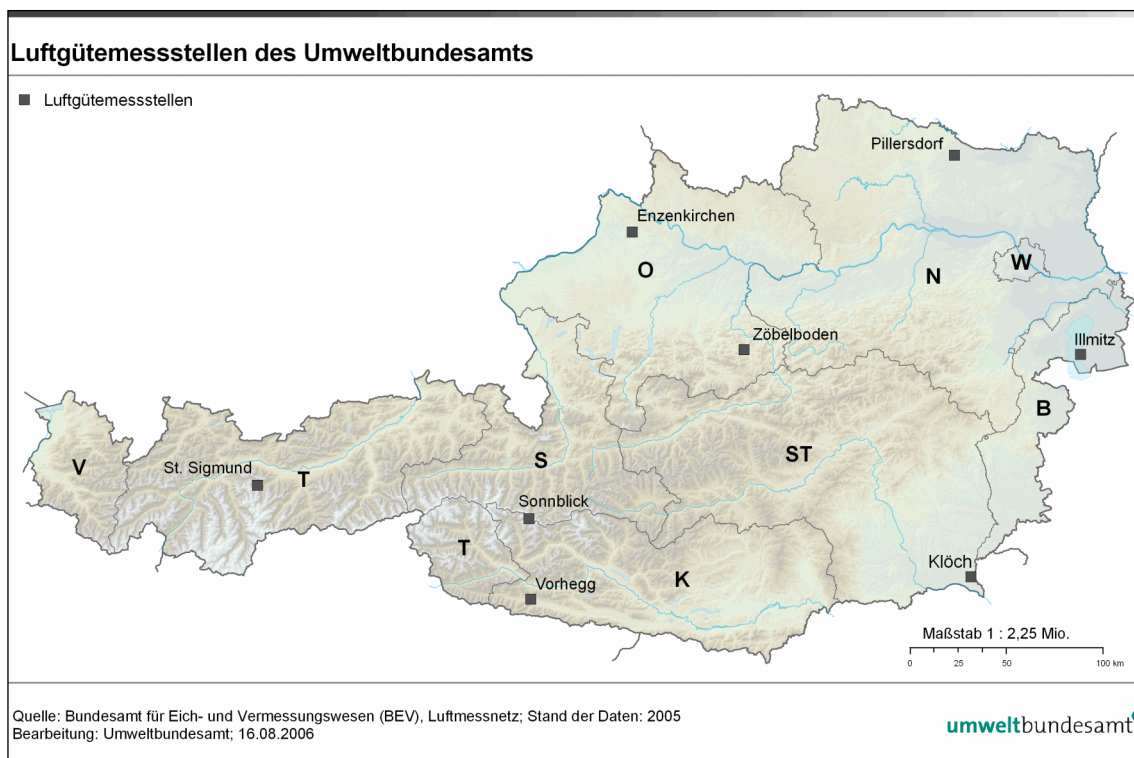 Luftgütemessstellen des Umweltbundesamts
Luftgütemessstellen
Pillersdorf
Enzenkirchen
O
N
W
Zöbelboden
Illmitz
B
V
St. Sigmund
T
S
ST
Sonnblick
T
Vorhegg
K
Klöch
Maßstab 1 : 2,25 Mio.
0 25 50 100 km
Quelle: Bundesamt für Eich- und Vermessungswesen (BEV), Luftmessnetz; Stand der Daten: 2005
Bearbeitung: Umweltbundesamt; 16.08.2006
umweltbundesamt